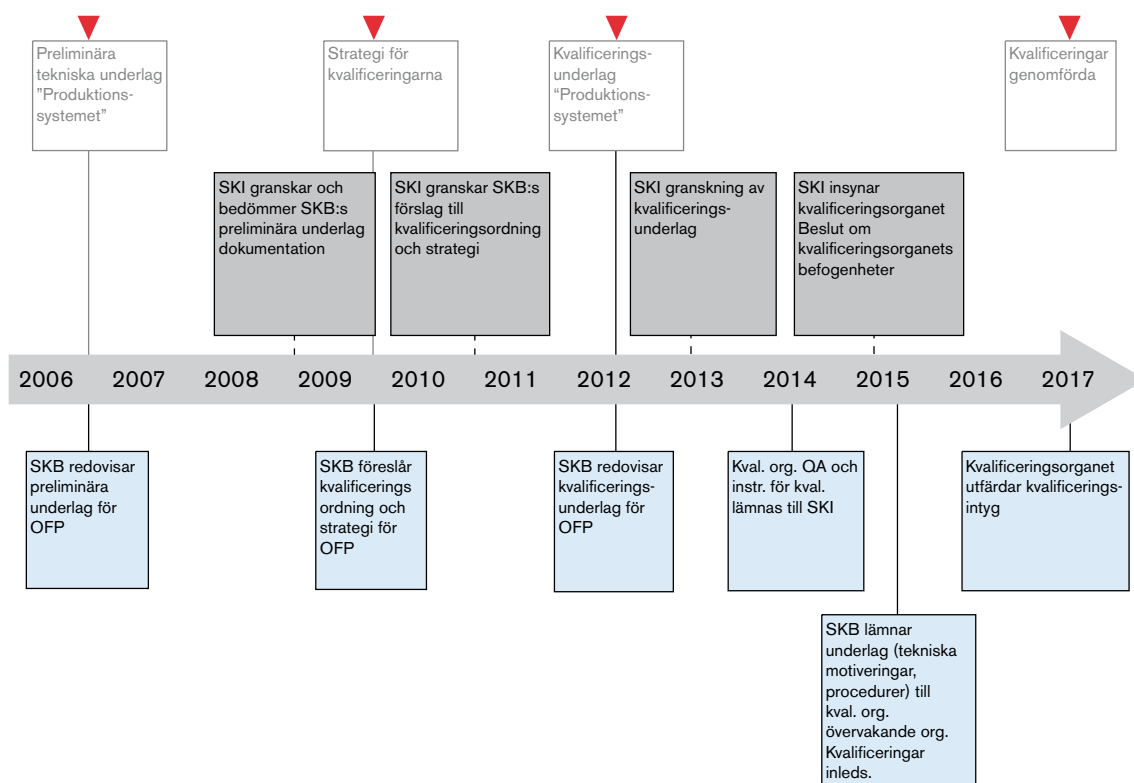 Preliminära
tekniska underlag
”Produktions-
systemet”
Strategi för
kvalificeringarna
Kvalificerings-
underlag
“Produktions-
systemet”
Kvalificeringar
genomförda
SKI granskar och
bedömmer SKB:s
preliminära underlag
dokumentation
SKI granskar SKB:s
förslag till
kvalificeringsordning
och strategi
SKI granskning av
kvalificerings-
underlag
SKI insynar
kvalificeringsorganet
Beslut om
kvalificeringsorganets
befogenheter
2006 2007 2008 2009 2010 2011 2012 2013 2014 2015 2016 2017
SKB redovisar
preliminära
underlag för
OFP
SKB föreslår
kvalificerings
ordning och
strategi för
OFP
SKB redovisar
kvalificerings-
underlag för
OFP
Kval. org. QA och
instr. för kval.
lämnas till SKI
Kvalificeringsorganet
utfärdar kvalificerings-
intyg
SKB lämnar
underlag (tekniska
motiveringar,
procedurer) till
kval. org.
övervakande org.
Kvalificeringar
inleds.